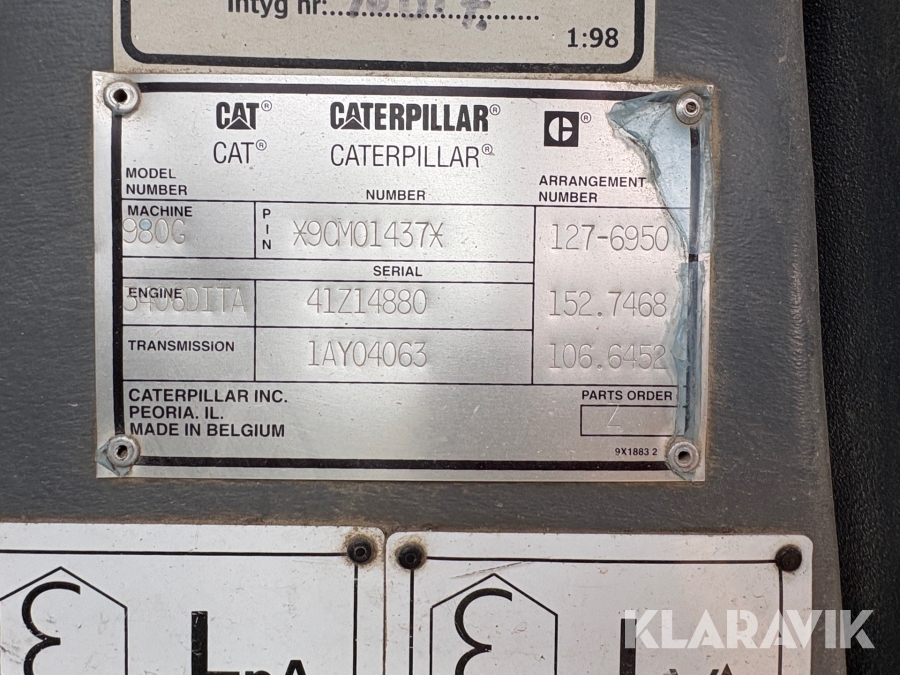 Intyg nr:
1:98
CAT® CATERPILLAR® ®
CAT® CATERPILLAR®
MODEL NUMBER NUMBER ARRANGEMENT NUMBER
MACHINE 980G PIN *9CM01437* 127-6950
SERIAL
ENGINE 3406DITA 41Z14880 152.7468
TRANSMISSION 1AY04063 106.6452
CATERPILLAR INC.
PEORIA. IL.
MADE IN BELGIUM
PARTS ORDER
Z
9X1883 2
KLARAVIK